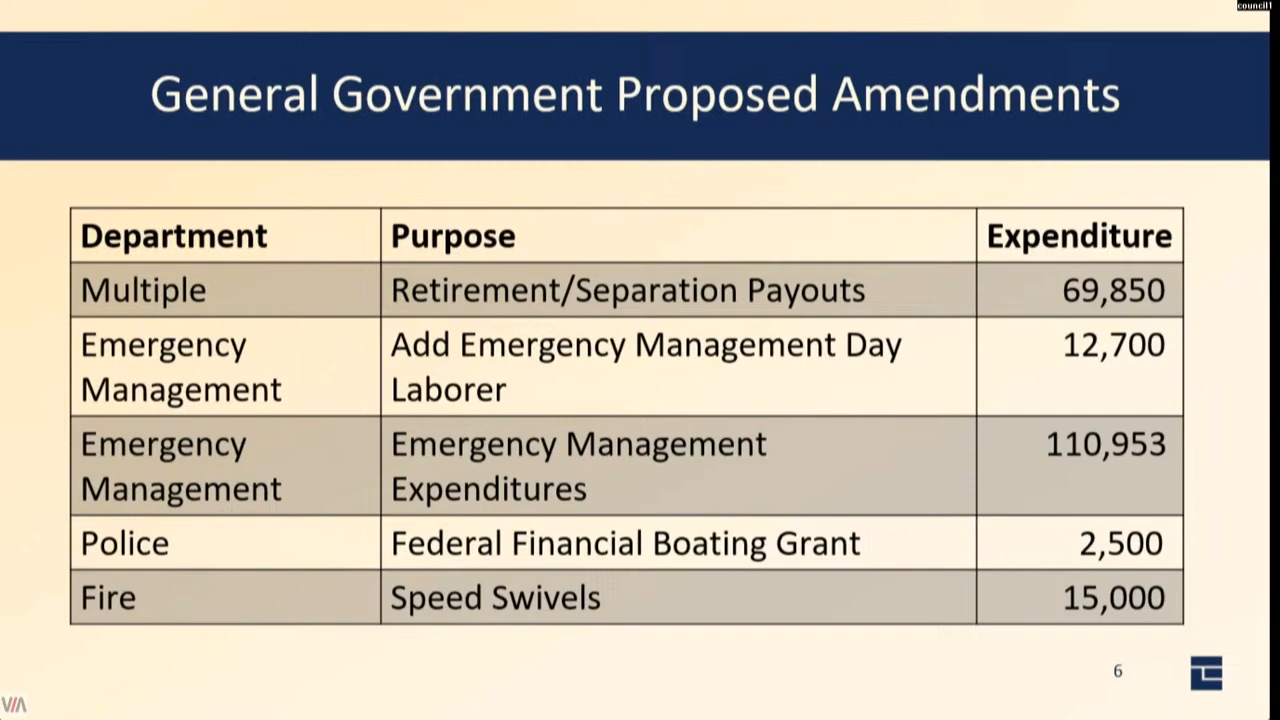 council1
General Government Proposed Amendments
Department Purpose Expenditure
Multiple Retirement/Separation Payouts 69,850
Emergency Management Add Emergency Management Day Laborer 12,700
Emergency Management Emergency Management Expenditures 110,953
Police Federal Financial Boating Grant 2,500
Fire Speed Swivels 15,000
6
VIA